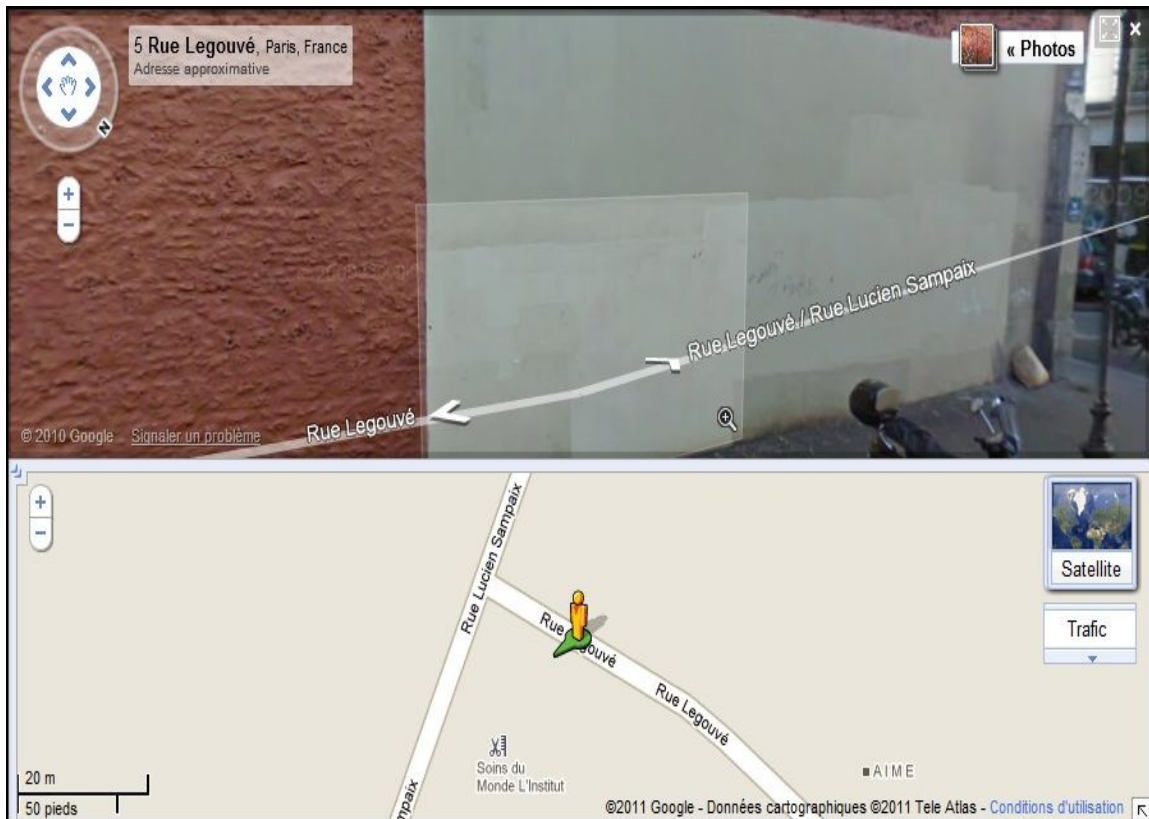 5 Rue Legouvé, Paris, France
Adresse approximative
« Photos
N
Rue Legouvé / Rue Lucien Sampaix
Rue Legouvé
© 2010 Google Signaler un problème
Rue Lucien Sampaix
Satellite
Trafic
Rue Legouvé
Rue Legouvé
Soins du
Monde L'Institut
AIME
20 m
50 pieds
mpaix
©2011 Google - Données cartographiques ©2011 Tele Atlas - Conditions d'utilisation